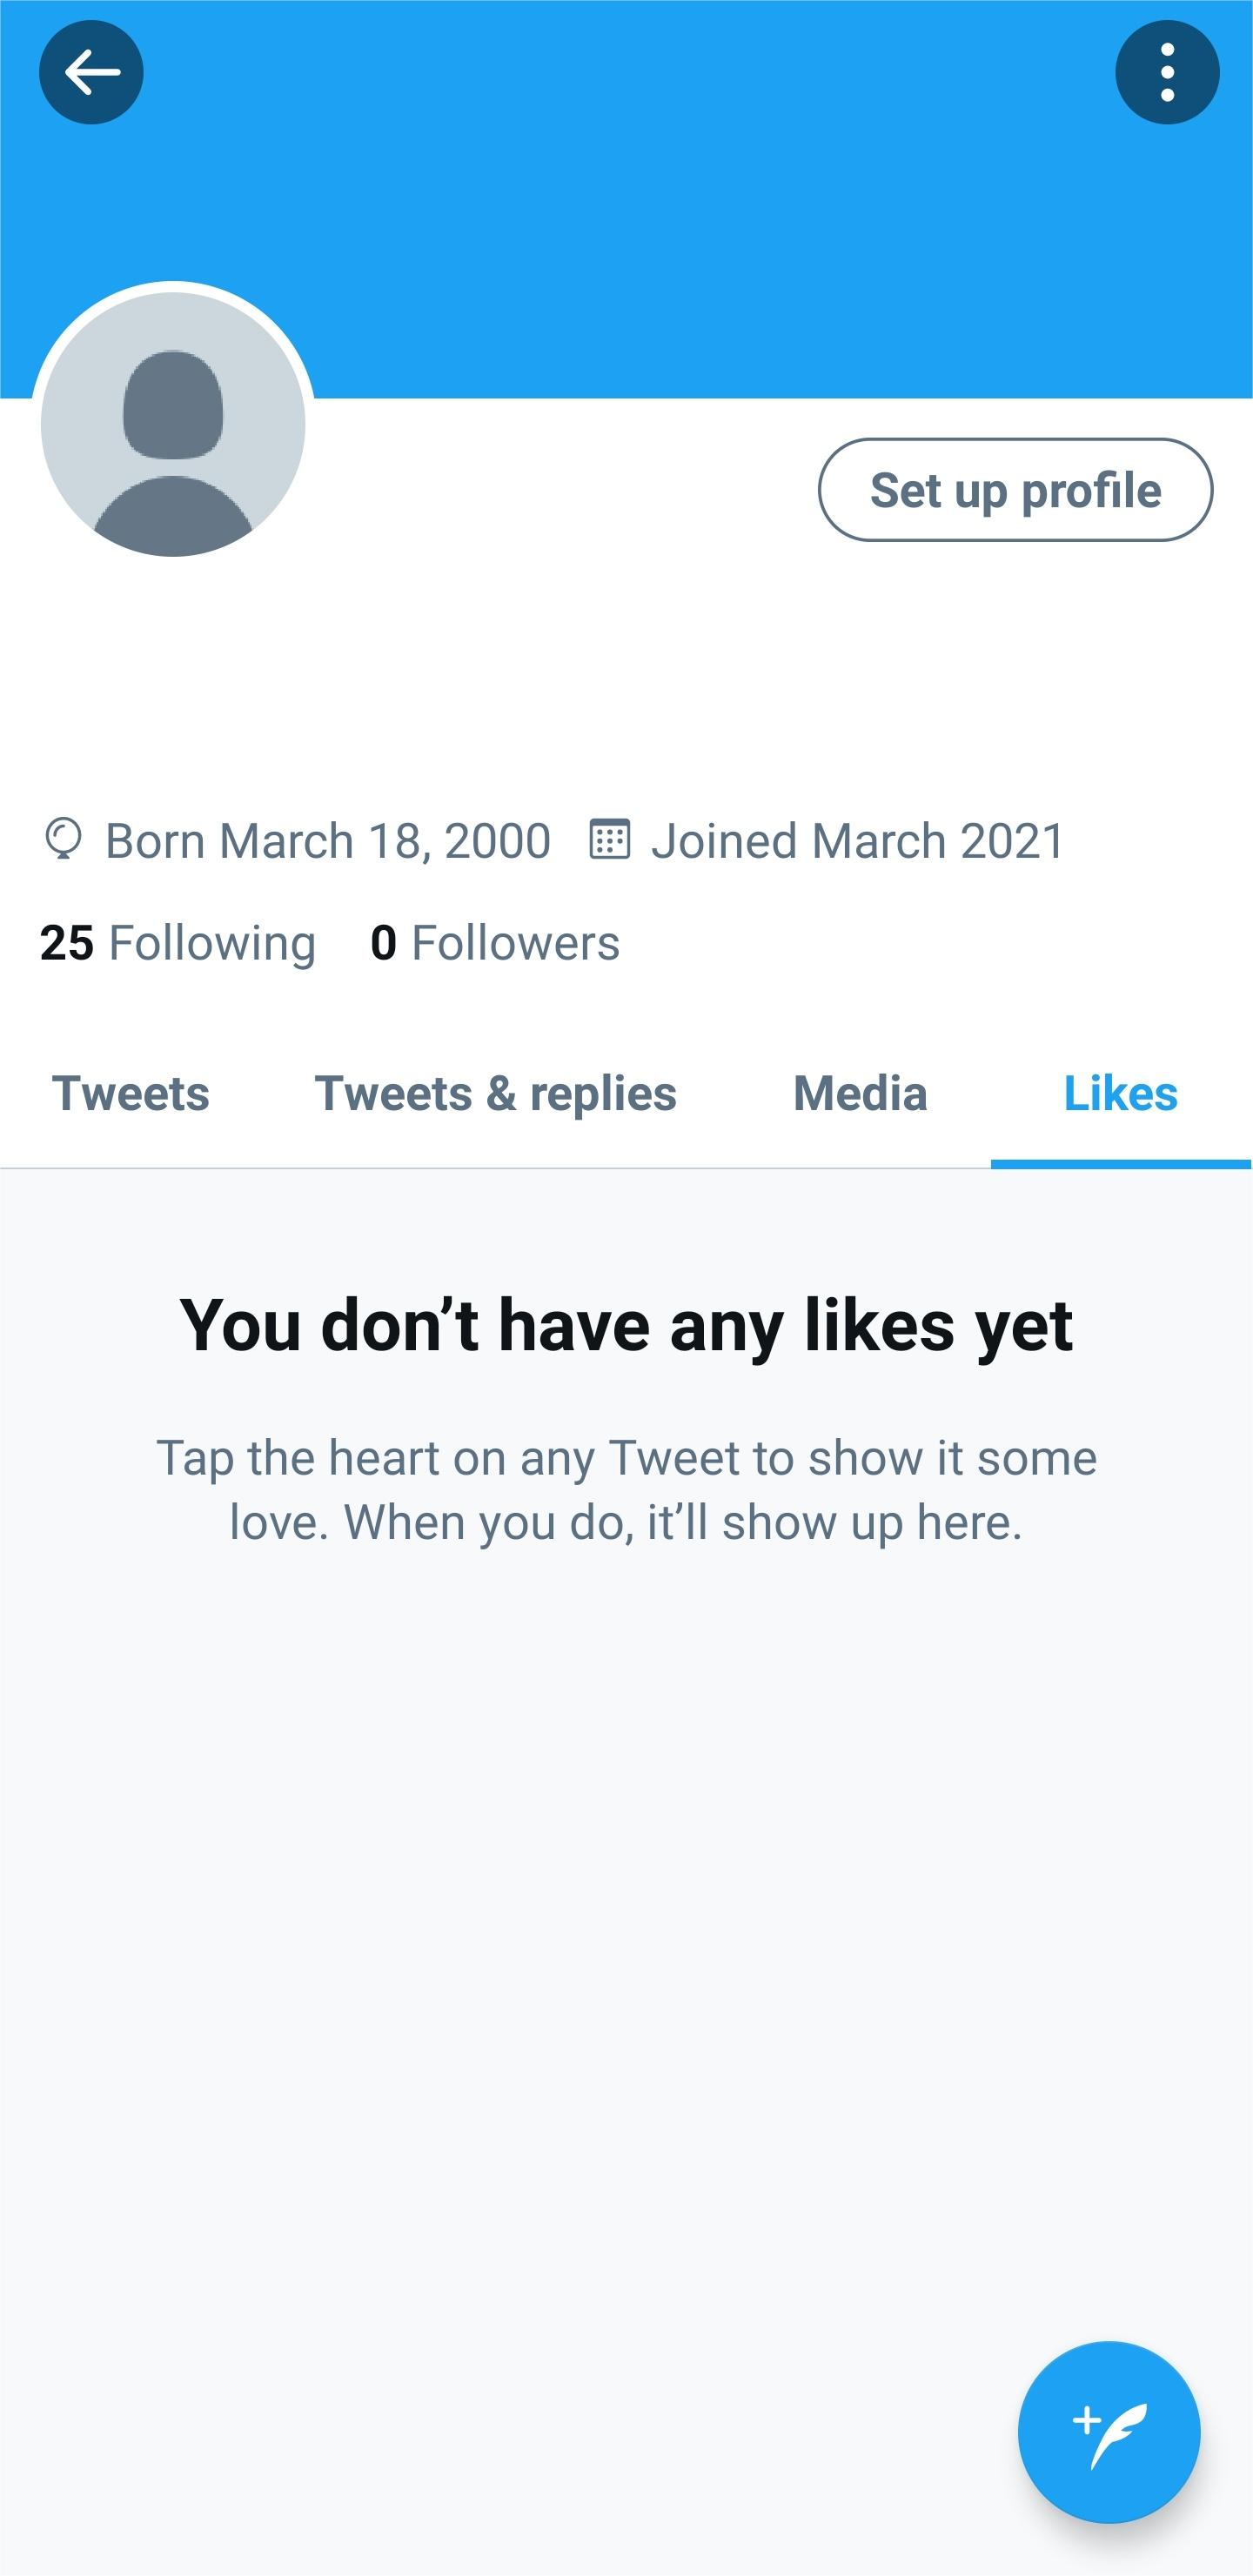 Set up profile
Born March 18, 2000 Joined March 2021
25 Following 0 Followers
Tweets Tweets & replies Media Likes
You don’t have any likes yet
Tap the heart on any Tweet to show it some
love. When you do, it’ll show up here.